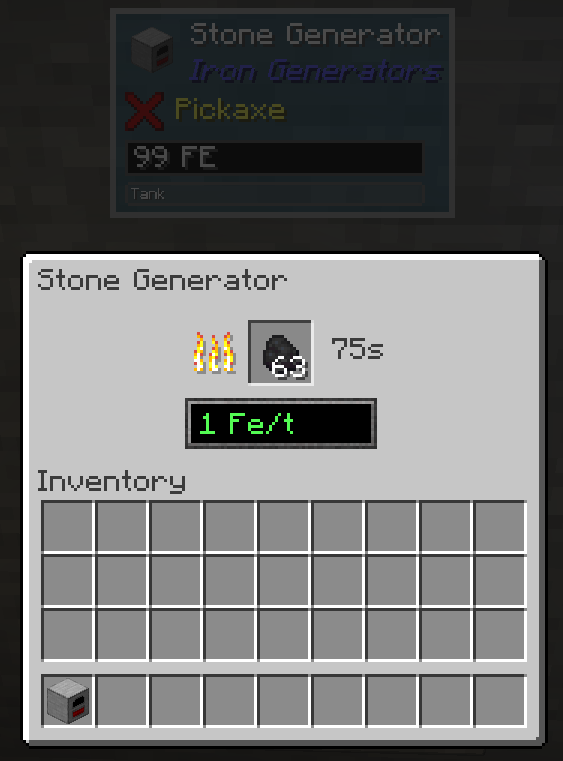 Stone Generator
Iron Generators
Pickaxe
99 FE
Tank
Stone Generator
63
75s
1 Fe/t
Inventory